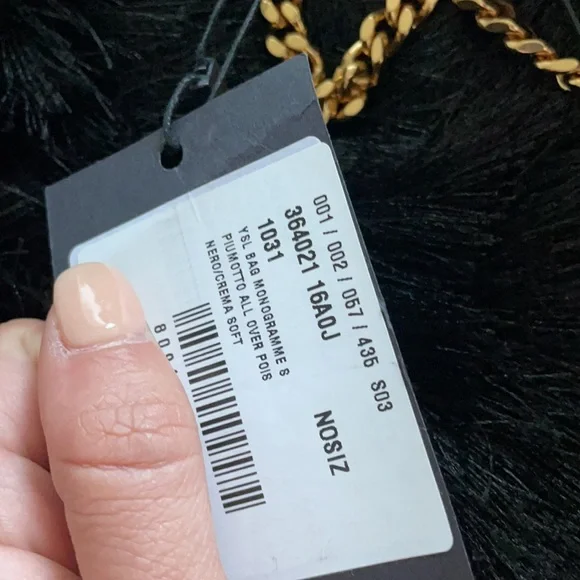 001 / 002 / 057 / 435 S03
364021 16A0J NOSIZ
1031
YSL BAG MONOGRAMME S
PIUMOTTO ALL OVER POIS
NERO/CREMA SOFT